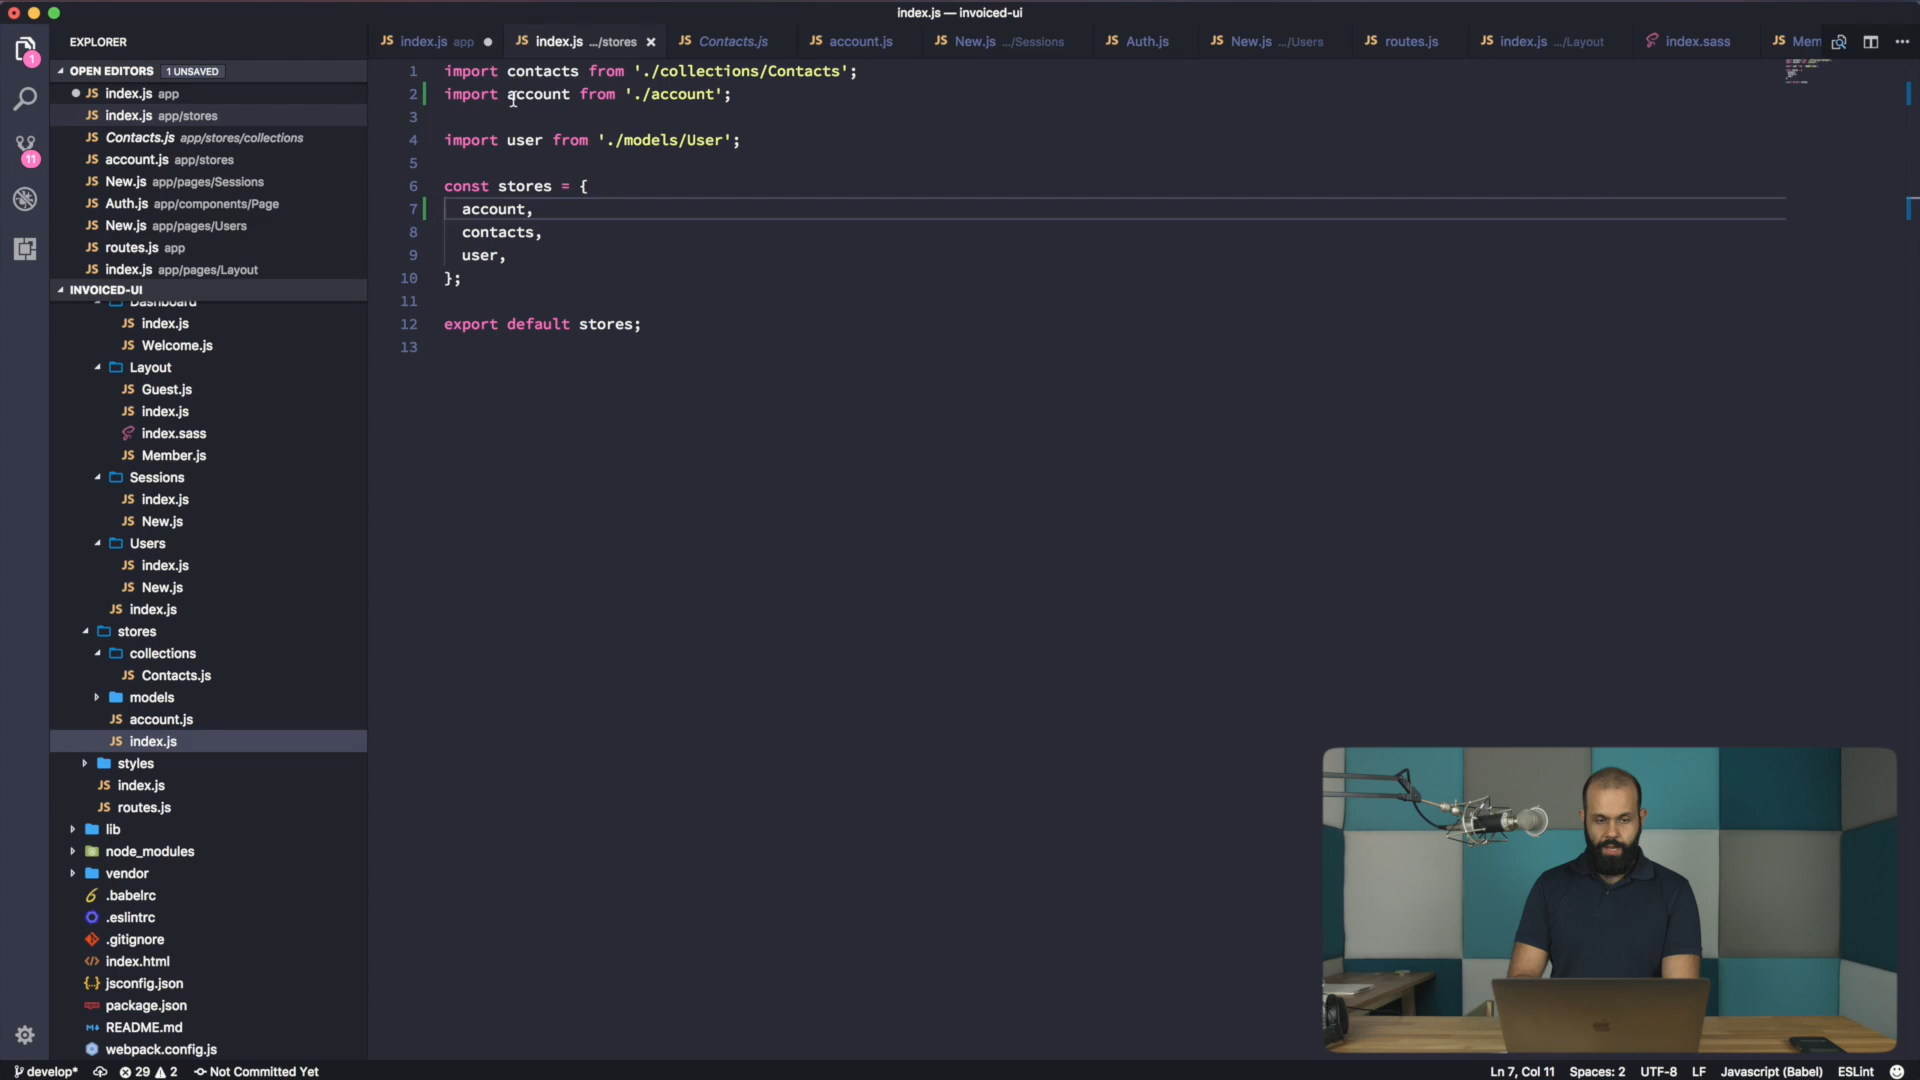 index.js — invoiced-ui
EXPLORER
OPEN EDITORS 1 UNSAVED
JS index.js app
JS index.js app/stores
JS Contacts.js app/stores/collections
JS account.js app/stores
JS New.js app/pages/Sessions
JS Auth.js app/components/Page
JS New.js app/pages/Users
JS routes.js app
JS index.js app/pages/Layout
INVOICED-UI
Dashboard
JS index.js
JS Welcome.js
Layout
JS Guest.js
JS index.js
index.sass
JS Member.js
Sessions
JS index.js
JS New.js
Users
JS index.js
JS New.js
JS index.js
stores
collections
JS Contacts.js
models
JS account.js
JS index.js
styles
JS index.js
JS routes.js
lib
node_modules
vendor
.babelrc
.eslintrc
.gitignore
index.html
jsconfig.json
package.json
README.md
webpack.config.js
1
11
JS index.js app
JS index.js .../stores
JS Contacts.js
JS account.js
JS New.js .../Sessions
JS Auth.js
JS New.js .../Users
JS routes.js
JS index.js .../Layout
index.sass
JS Mem
1 import contacts from './collections/Contacts';
2 import account from './account';
3
4 import user from './models/User';
5
6 const stores = {
7 account,
8 contacts,
9 user,
10 };
11
12 export default stores;
13
develop* 29 2 Not Committed Yet
Ln 7, Col 11 Spaces: 2 UTF-8 LF Javascript (Babel) ESLint